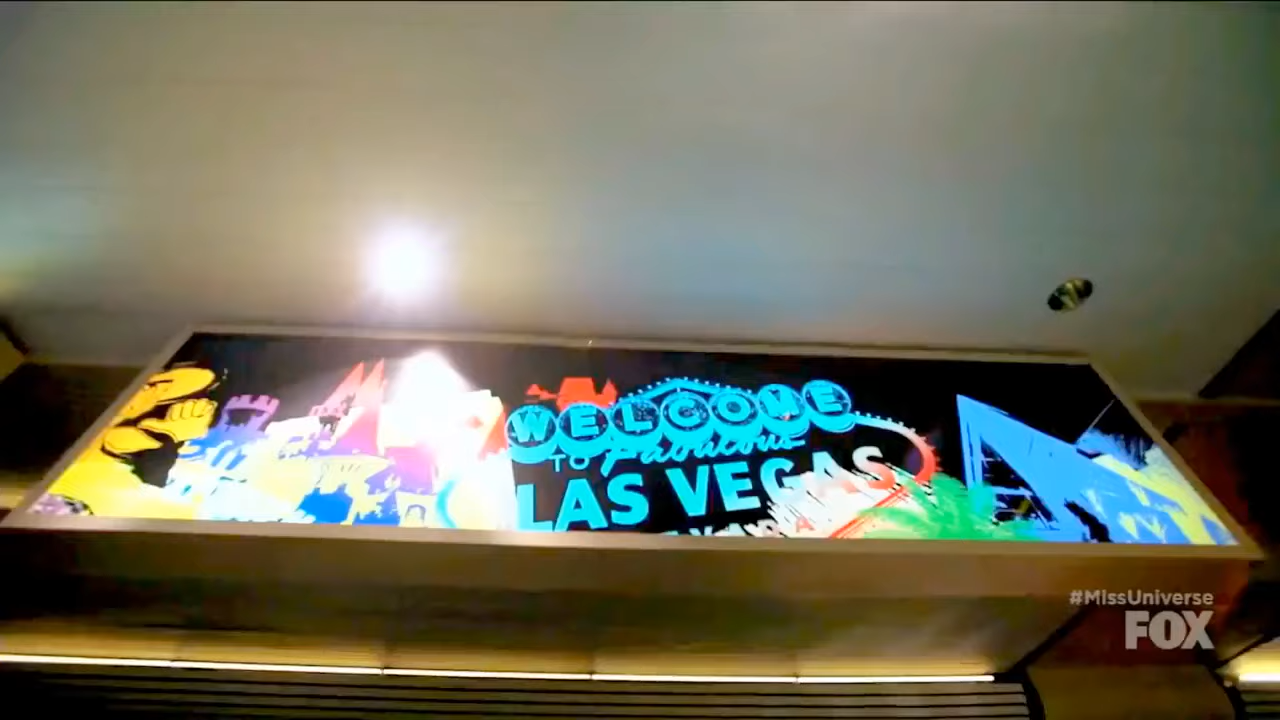 WELCOME
TO Fabulous
LAS VEGAS
#MissUniverse
FOX